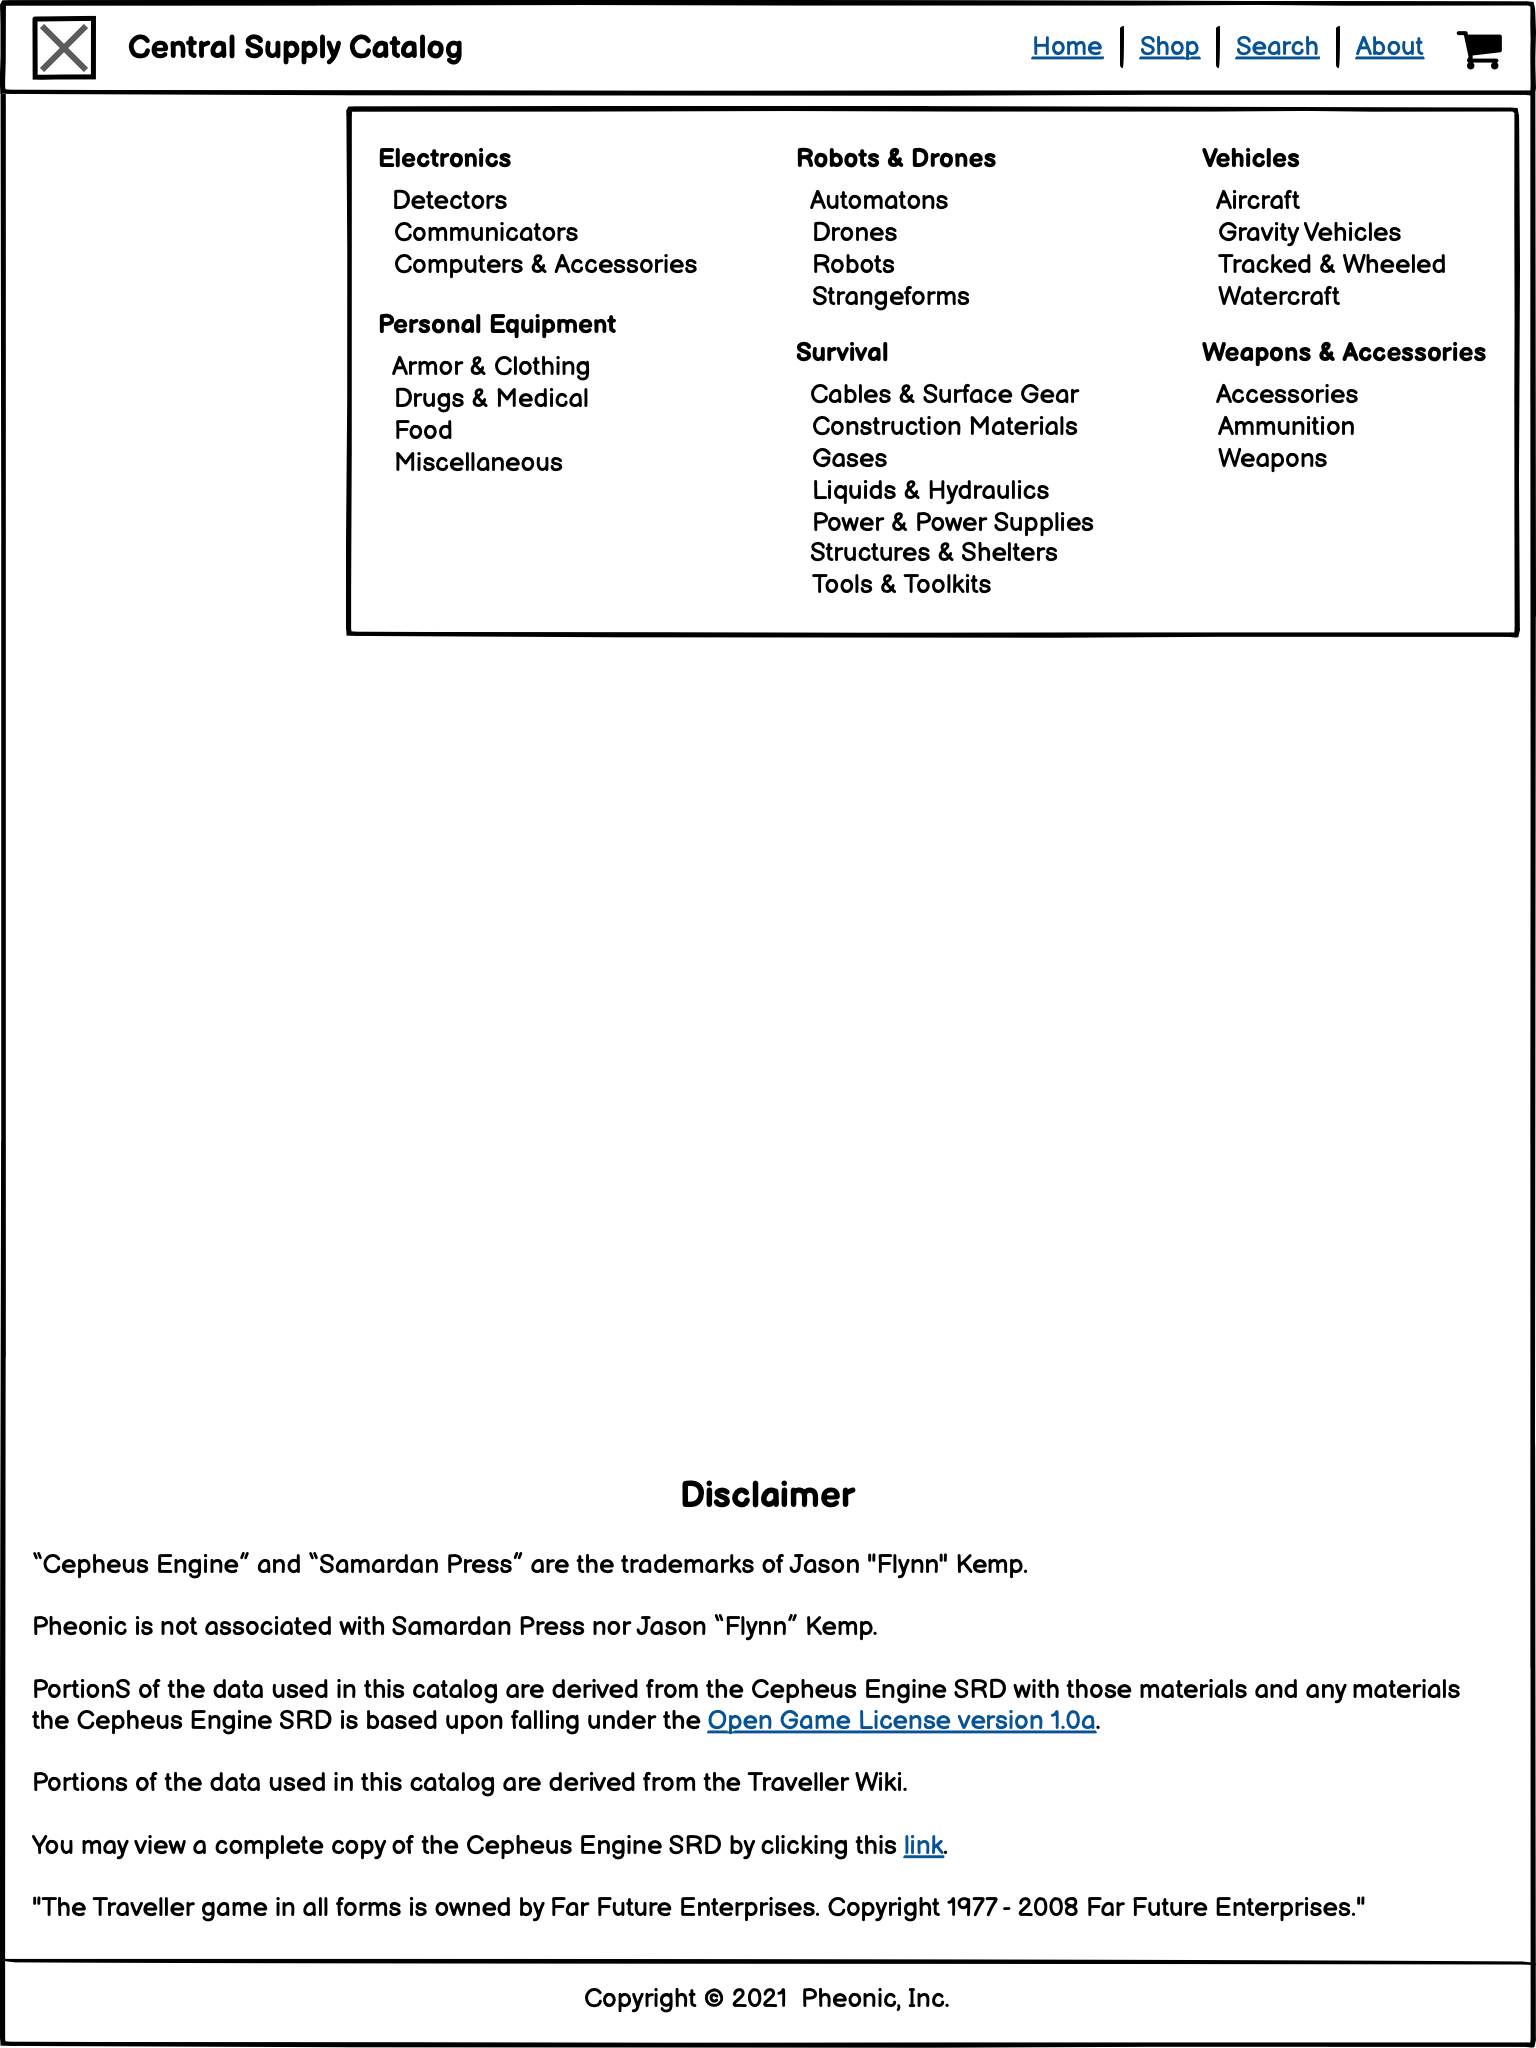 Central Supply Catalog
Home
Shop
Search
About
Electronics
Detectors
Communicators
Computers & Accessories
Personal Equipment
Armor & Clothing
Drugs & Medical
Food
Miscellaneous
Robots & Drones
Automatons
Drones
Robots
Strangeforms
Survival
Cables & Surface Gear
Construction Materials
Gases
Liquids & Hydraulics
Power & Power Supplies
Structures & Shelters
Tools & Toolkits
Vehicles
Aircraft
Gravity Vehicles
Tracked & Wheeled
Watercraft
Weapons & Accessories
Accessories
Ammunition
Weapons
Disclaimer
“Cepheus Engine” and “Samardan Press” are the trademarks of Jason "Flynn" Kemp.
Pheonic is not associated with Samardan Press nor Jason “Flynn” Kemp.
PortionS of the data used in this catalog are derived from the Cepheus Engine SRD with those materials and any materials
the Cepheus Engine SRD is based upon falling under the Open Game License version 1.0a.
Portions of the data used in this catalog are derived from the Traveller Wiki.
You may view a complete copy of the Cepheus Engine SRD by clicking this link.
"The Traveller game in all forms is owned by Far Future Enterprises. Copyright 1977 - 2008 Far Future Enterprises."
Copyright © 2021 Pheonic, Inc.